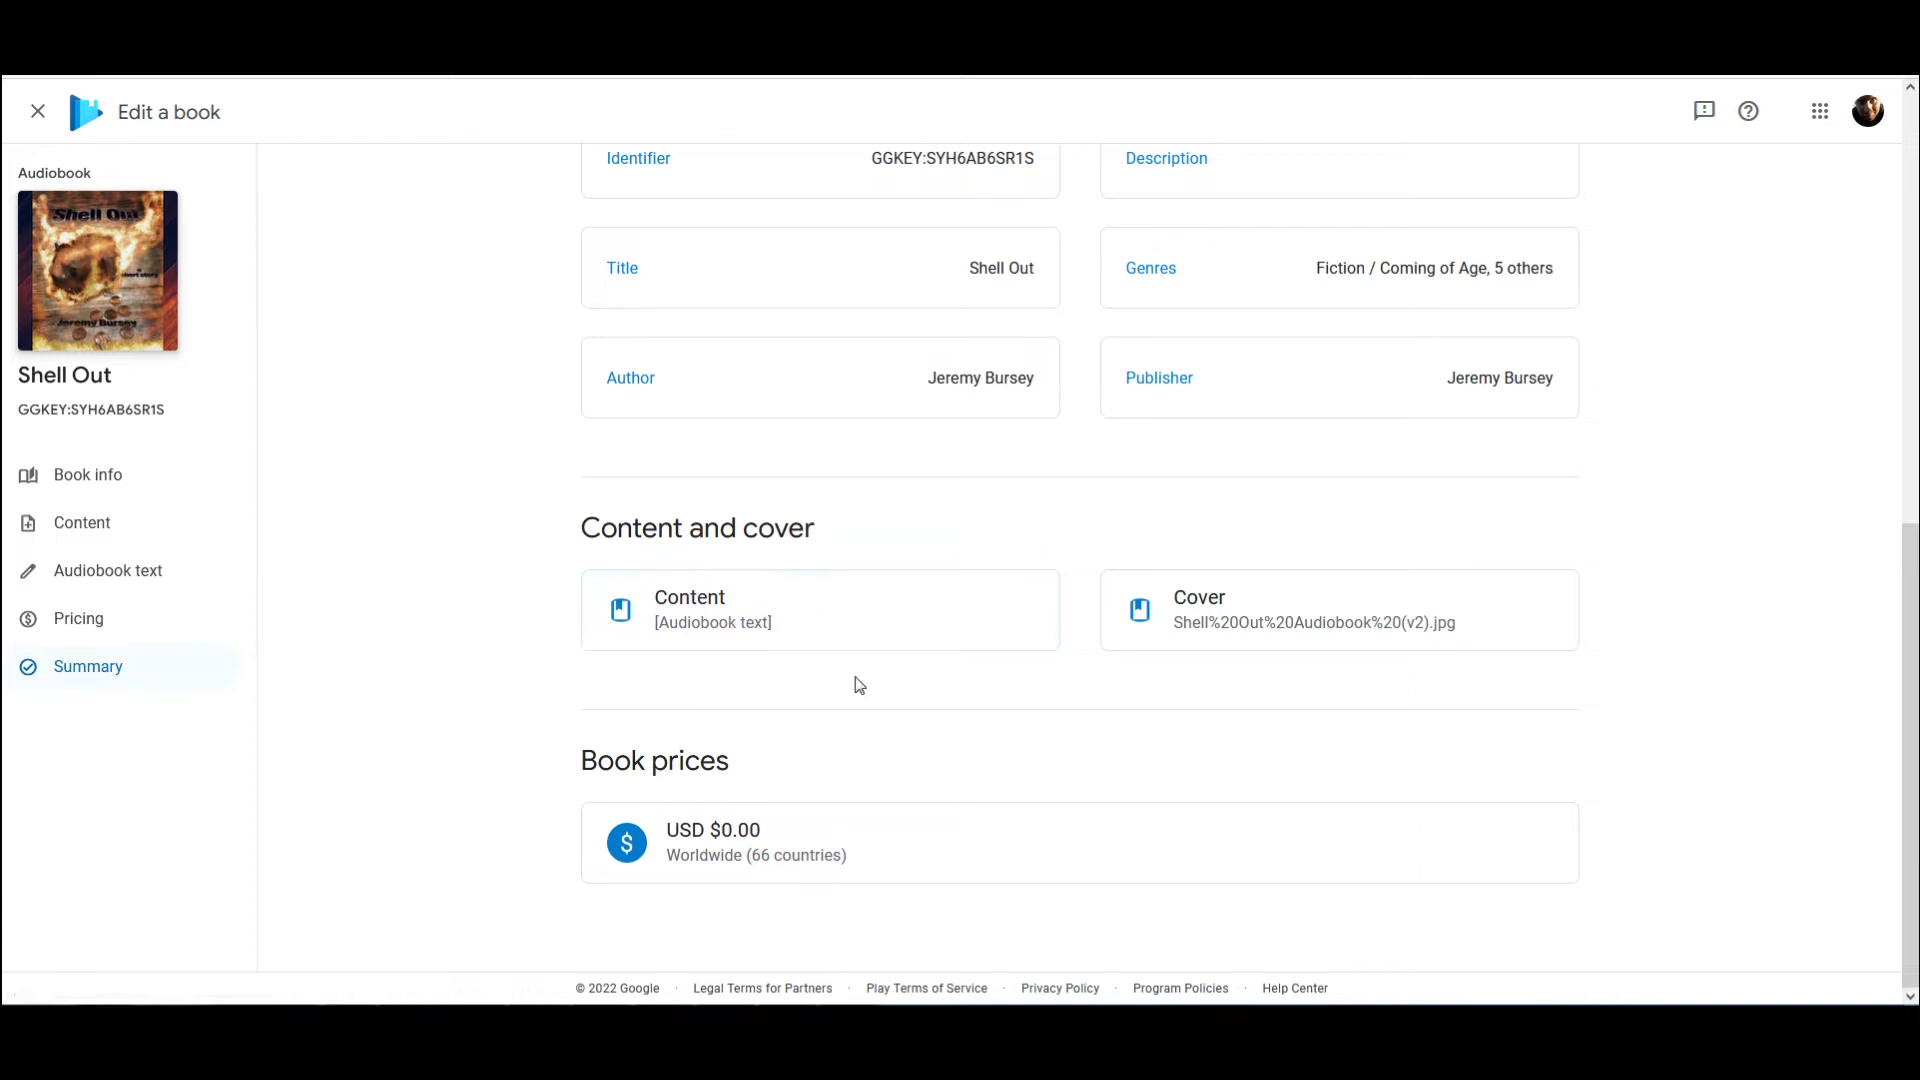 Edit a book
Audiobook
Shell Out
a
short story
Jeremy Bursey
Shell Out
GGKEY:SYH6AB6SR1S
Book info
Content
Audiobook text
Pricing
Summary
Identifier GGKEY:SYH6AB6SR1S
Description
Title Shell Out
Genres Fiction / Coming of Age, 5 others
Author Jeremy Bursey
Publisher Jeremy Bursey
Content and cover
Content
[Audiobook text]
Cover
Shell%20Out%20Audiobook%20(v2).jpg
Book prices
$
USD $0.00
Worldwide (66 countries)
© 2022 Google · Legal Terms for Partners · Play Terms of Service · Privacy Policy · Program Policies · Help Center